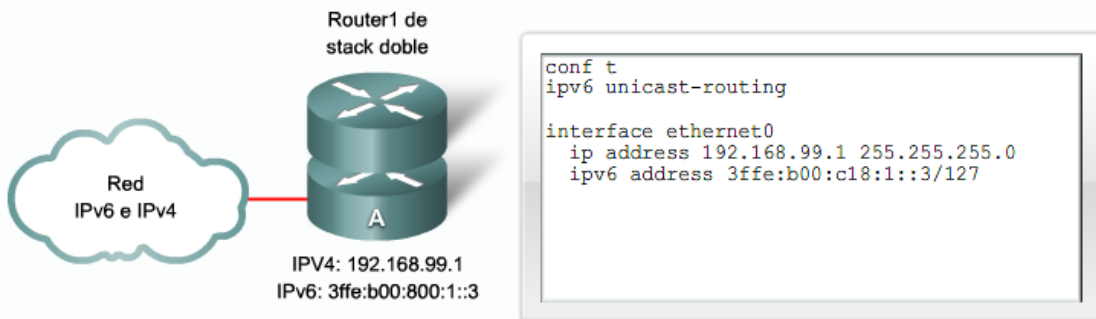 Router1 de
stack doble
Red
IPv6 e IPv4
A
IPV4: 192.168.99.1
IPv6: 3ffe:b00:800:1::3
conf t
ipv6 unicast-routing
interface ethernet0
ip address 192.168.99.1 255.255.255.0
ipv6 address 3ffe:b00:c18:1::3/127